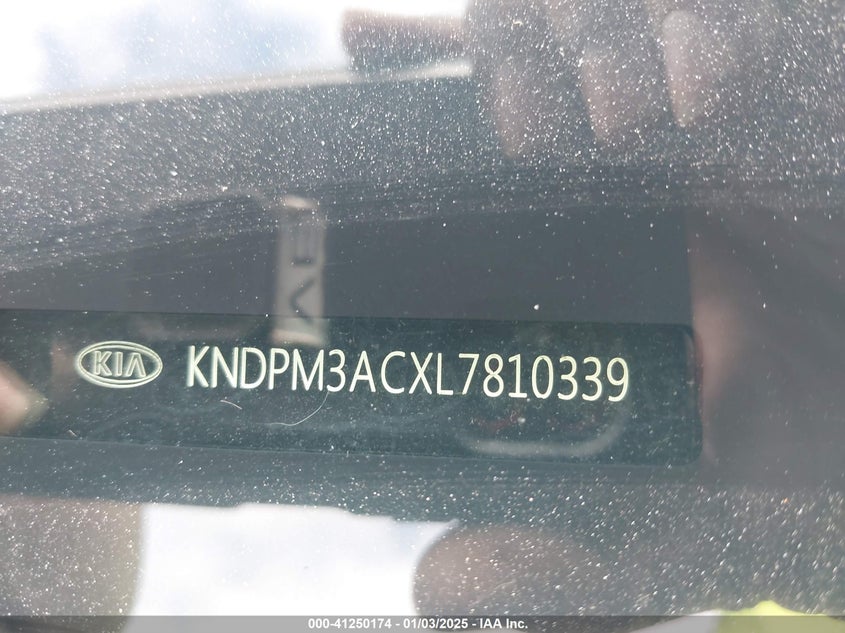 KIA KNDPM3ACXL7810339
000-41250174 - 01/03/2025 - IAA Inc.